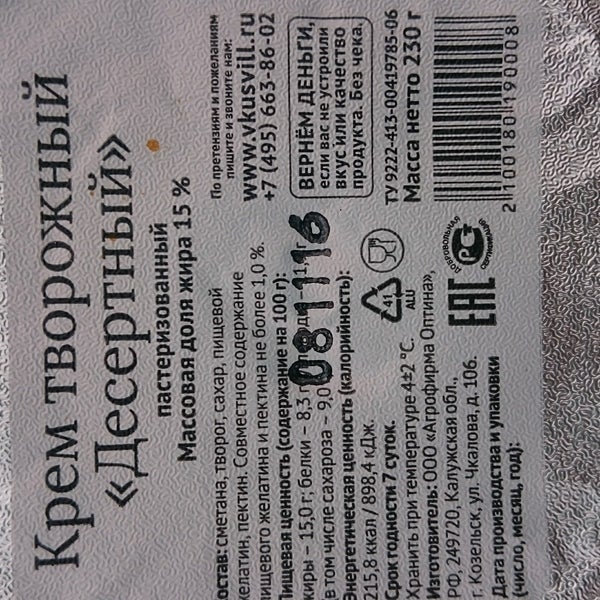 Крем творожный
«Десертный»
пастеризованный
Массовая доля жира 15 %
остав: сметана, творог, сахар, пищевой
желатин, пектин. Совместное содержание
пищевого желатина и пектина не более 1,0 %.
Пищевая ценность (содержание на 100 г):
жиры – 15,0 г; белки – 8,3
в том числе сахароза – 9,0
Энергетическая ценность (калорийность):
215,8 ккал / 898,4 кДж.
Срок годности 7 суток.
Хранить при температуре 4±2 °C.
Изготовитель: ООО «Агрофирма Оптина»,
РФ, 249720, Калужская обл.,
г. Козельск, ул. Чкалова, д. 106.
Дата производства и упаковки
(число, месяц, год):
081116
41
ALU
EAC
ДОБРОВОЛЬНАЯ
РСТ
По претензиям и пожеланиям
пишите и звоните нам:
www.vkusvill.ru
+7 (495) 663-86-02
ВЕРНЁМ ДЕНЬГИ,
если вас не устроили
вкус или качество
продукта. Без чека.
ТУ 9222-413-00419785-06
Масса нетто 230 г
2100180190008